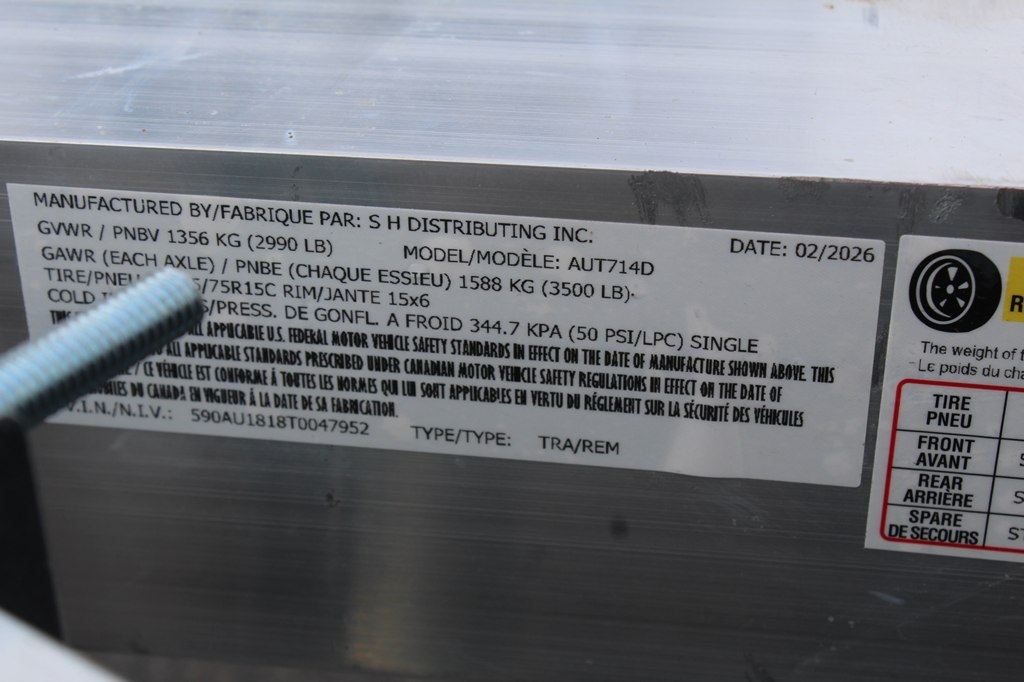 MANUFACTURED BY/FABRIQUE PAR: S H DISTRIBUTING INC.
DATE: 02/2026
GVWR / PNBV 1356 KG (2990 LB)
MODEL/MODÈLE: AUT714D
GAWR (EACH AXLE) / PNBE (CHAQUE ESSIEU) 1588 KG (3500 LB)
TIRE/PNEU /75R15C RIM/JANTE 15x6
COLD /PRESS. DE GONFL. A FROID 344.7 KPA (50 PSI/LPC) SINGLE
ALL APPLICABLE U.S. FEDERAL MOTOR VEHICLE SAFETY STANDARDS IN EFFECT ON THE DATE OF MANUFACTURE SHOWN ABOVE. THIS
ALL APPLICABLE STANDARDS PRESCRIBED UNDER CANADIAN MOTOR VEHICLE SAFETY REGULATIONS IN EFFECT ON THE DATE OF
/ CE VÉHICULE EST CONFORME À TOUTES LES NORMES QUI LUI SONT APPLICABLES EN VERTU DU RÉGLEMENT SUR LA SÉCURITÉ DES VÉHICULES
DU CANADA EN VIGUEUR À LA DATE DE SA FABRICATION.
V.I.N./N.I.V.: 590AU1818T0047952 TYPE/TYPE: TRA/REM
The weight of
-Le poids du
TIRE
PNEU
FRONT
AVANT
REAR
ARRIÈRE
SPARE
DE SECOURS